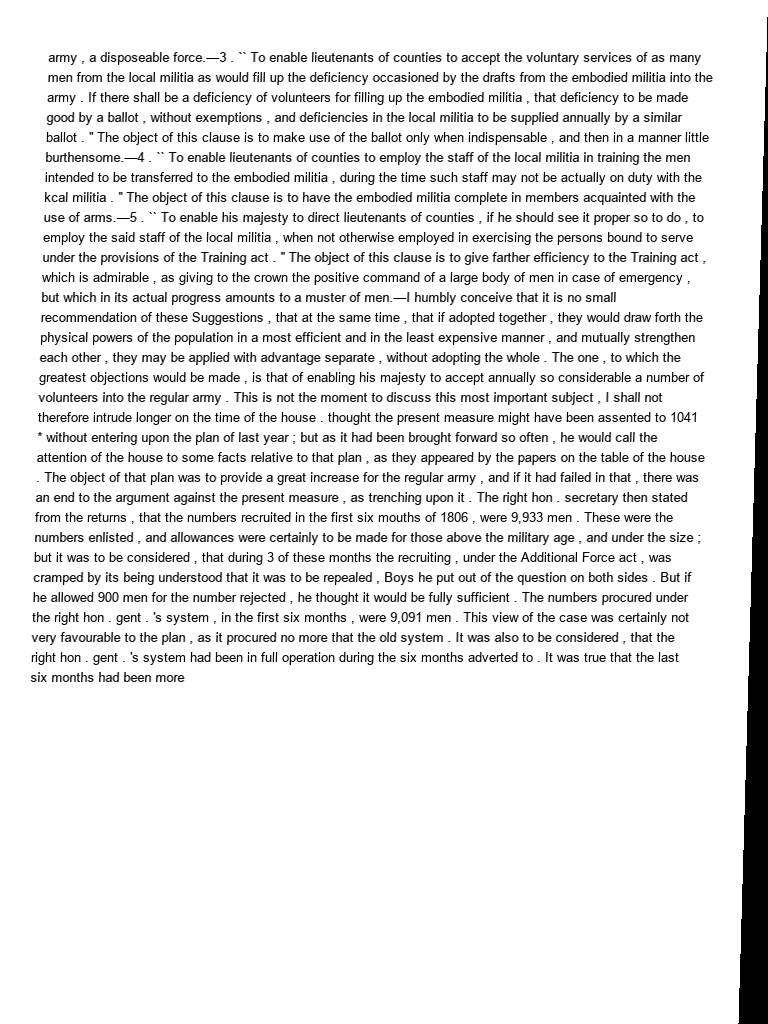 army , a disposeable force.—3 . `` To enable lieutenants of counties to accept the voluntary services of as many
men from the local militia as would fill up the deficiency occasioned by the drafts from the embodied militia into the
army . If there shall be a deficiency of volunteers for filling up the embodied militia , that deficiency to be made
good by a ballot , without exemptions , and deficiencies in the local militia to be supplied annually by a similar
ballot . " The object of this clause is to make use of the ballot only when indispensable , and then in a manner little
burthensome.—4 . `` To enable lieutenants of counties to employ the staff of the local militia in training the men
intended to be transferred to the embodied militia , during the time such staff may not be actually on duty with the
kcal militia . " The object of this clause is to have the embodied militia complete in members acquainted with the
use of arms.—5 . `` To enable his majesty to direct lieutenants of counties , if he should see it proper so to do , to
employ the said staff of the local militia , when not otherwise employed in exercising the persons bound to serve
under the provisions of the Training act . " The object of this clause is to give farther efficiency to the Training act ,
which is admirable , as giving to the crown the positive command of a large body of men in case of emergency ,
but which in its actual progress amounts to a muster of men.—I humbly conceive that it is no small
recommendation of these Suggestions , that at the same time , that if adopted together , they would draw forth the
physical powers of the population in a most efficient and in the least expensive manner , and mutually strengthen
each other , they may be applied with advantage separate , without adopting the whole . The one , to which the
greatest objections would be made , is that of enabling his majesty to accept annually so considerable a number of
volunteers into the regular army . This is not the moment to discuss this most important subject , I shall not
therefore intrude longer on the time of the house . thought the present measure might have been assented to 1041
* without entering upon the plan of last year ; but as it had been brought forward so often , he would call the
attention of the house to some facts relative to that plan , as they appeared by the papers on the table of the house
. The object of that plan was to provide a great increase for the regular army , and if it had failed in that , there was
an end to the argument against the present measure , as trenching upon it . The right hon . secretary then stated
from the returns , that the numbers recruited in the first six mouths of 1806 , were 9,933 men . These were the
numbers enlisted , and allowances were certainly to be made for those above the military age , and under the size ;
but it was to be considered , that during 3 of these months the recruiting , under the Additional Force act , was
cramped by its being understood that it was to be repealed , Boys he put out of the question on both sides . But if
he allowed 900 men for the number rejected , he thought it would be fully sufficient . The numbers procured under
the right hon . gent . 's system , in the first six months , were 9,091 men . This view of the case was certainly not
very favourable to the plan , as it procured no more that the old system . It was also to be considered , that the
right hon . gent . 's system had been in full operation during the six months adverted to . It was true that the last
six months had been more